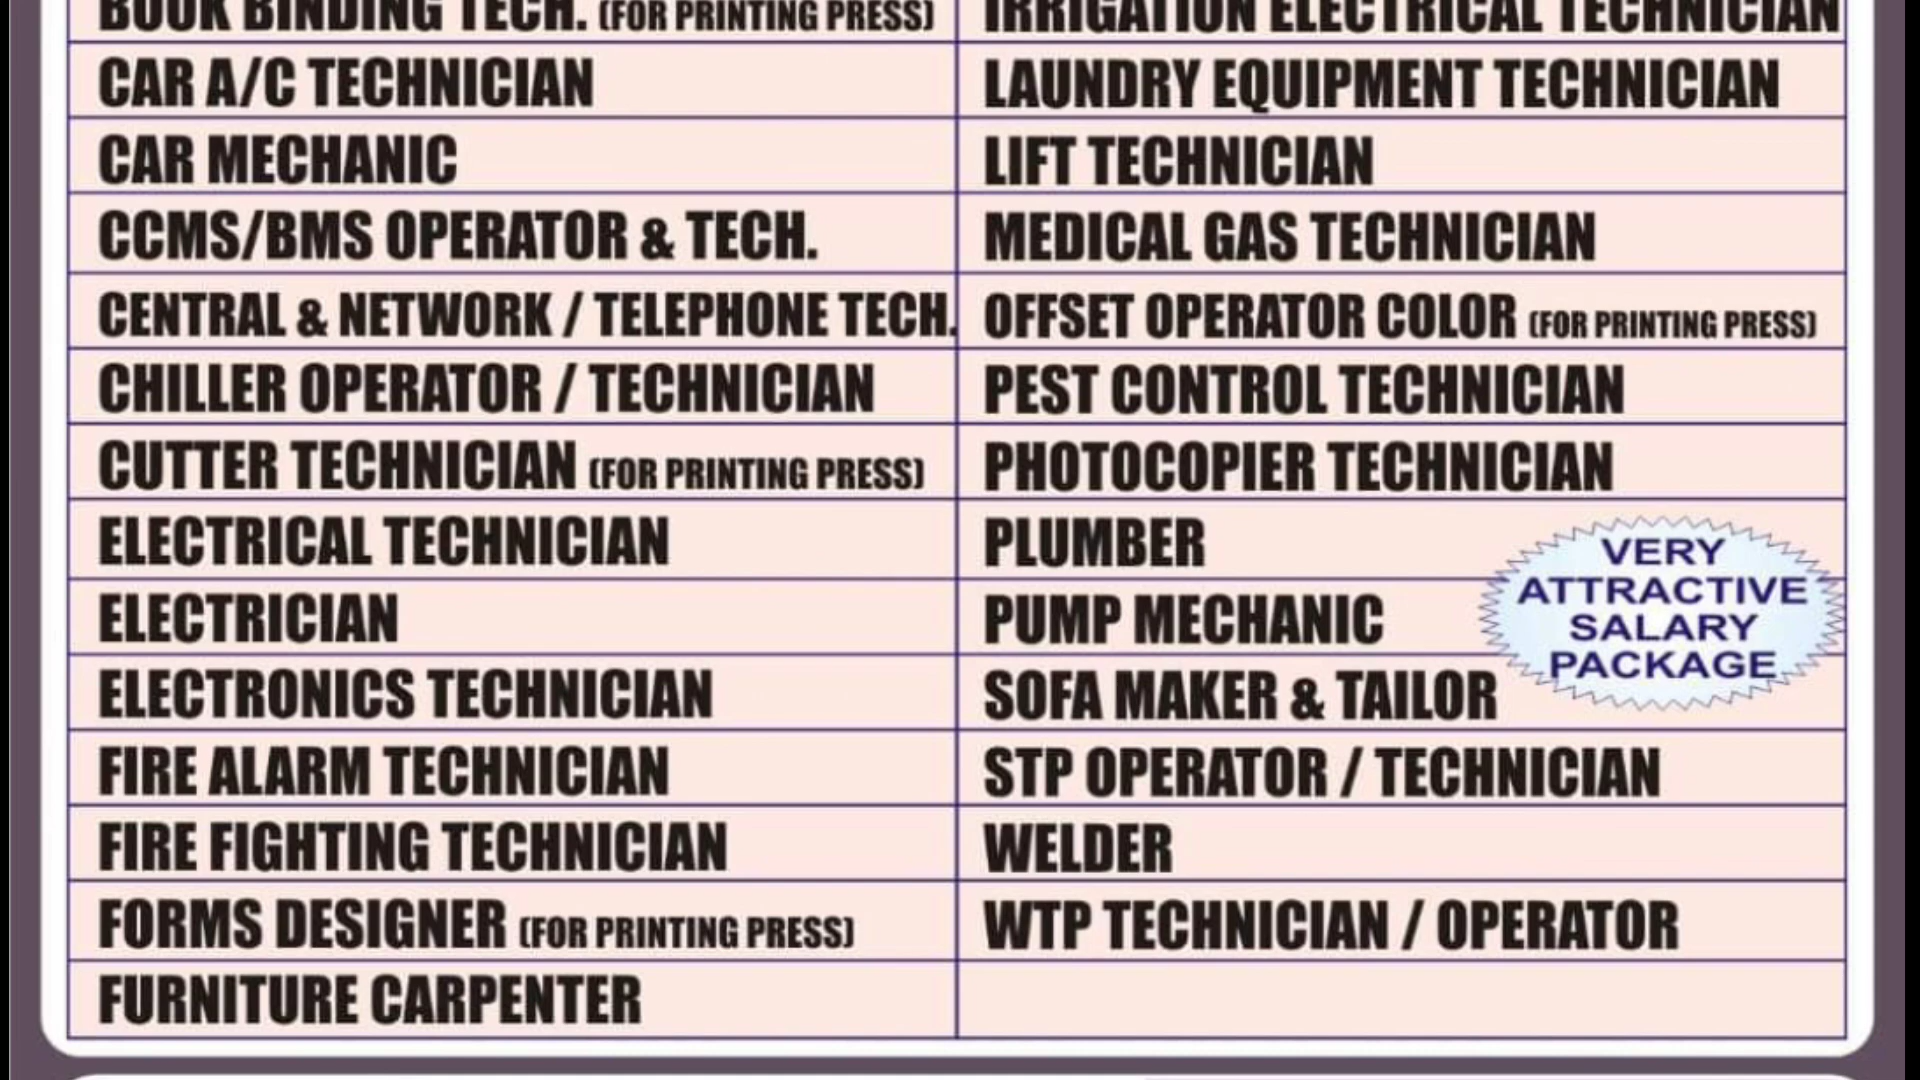 BOOK BINDING TECH. (FOR PRINTING PRESS)
CAR A/C TECHNICIAN
CAR MECHANIC
CCMS/BMS OPERATOR & TECH.
CENTRAL & NETWORK / TELEPHONE TECH.
CHILLER OPERATOR / TECHNICIAN
CUTTER TECHNICIAN (FOR PRINTING PRESS)
ELECTRICAL TECHNICIAN
ELECTRICIAN
ELECTRONICS TECHNICIAN
FIRE ALARM TECHNICIAN
FIRE FIGHTING TECHNICIAN
FORMS DESIGNER (FOR PRINTING PRESS)
FURNITURE CARPENTER
IRRIGATION ELECTRICAL TECHNICIAN
LAUNDRY EQUIPMENT TECHNICIAN
LIFT TECHNICIAN
MEDICAL GAS TECHNICIAN
OFFSET OPERATOR COLOR (FOR PRINTING PRESS)
PEST CONTROL TECHNICIAN
PHOTOCOPIER TECHNICIAN
PLUMBER
PUMP MECHANIC
SOFA MAKER & TAILOR
STP OPERATOR / TECHNICIAN
WELDER
WTP TECHNICIAN / OPERATOR
VERY
ATTRACTIVE
SALARY
PACKAGE